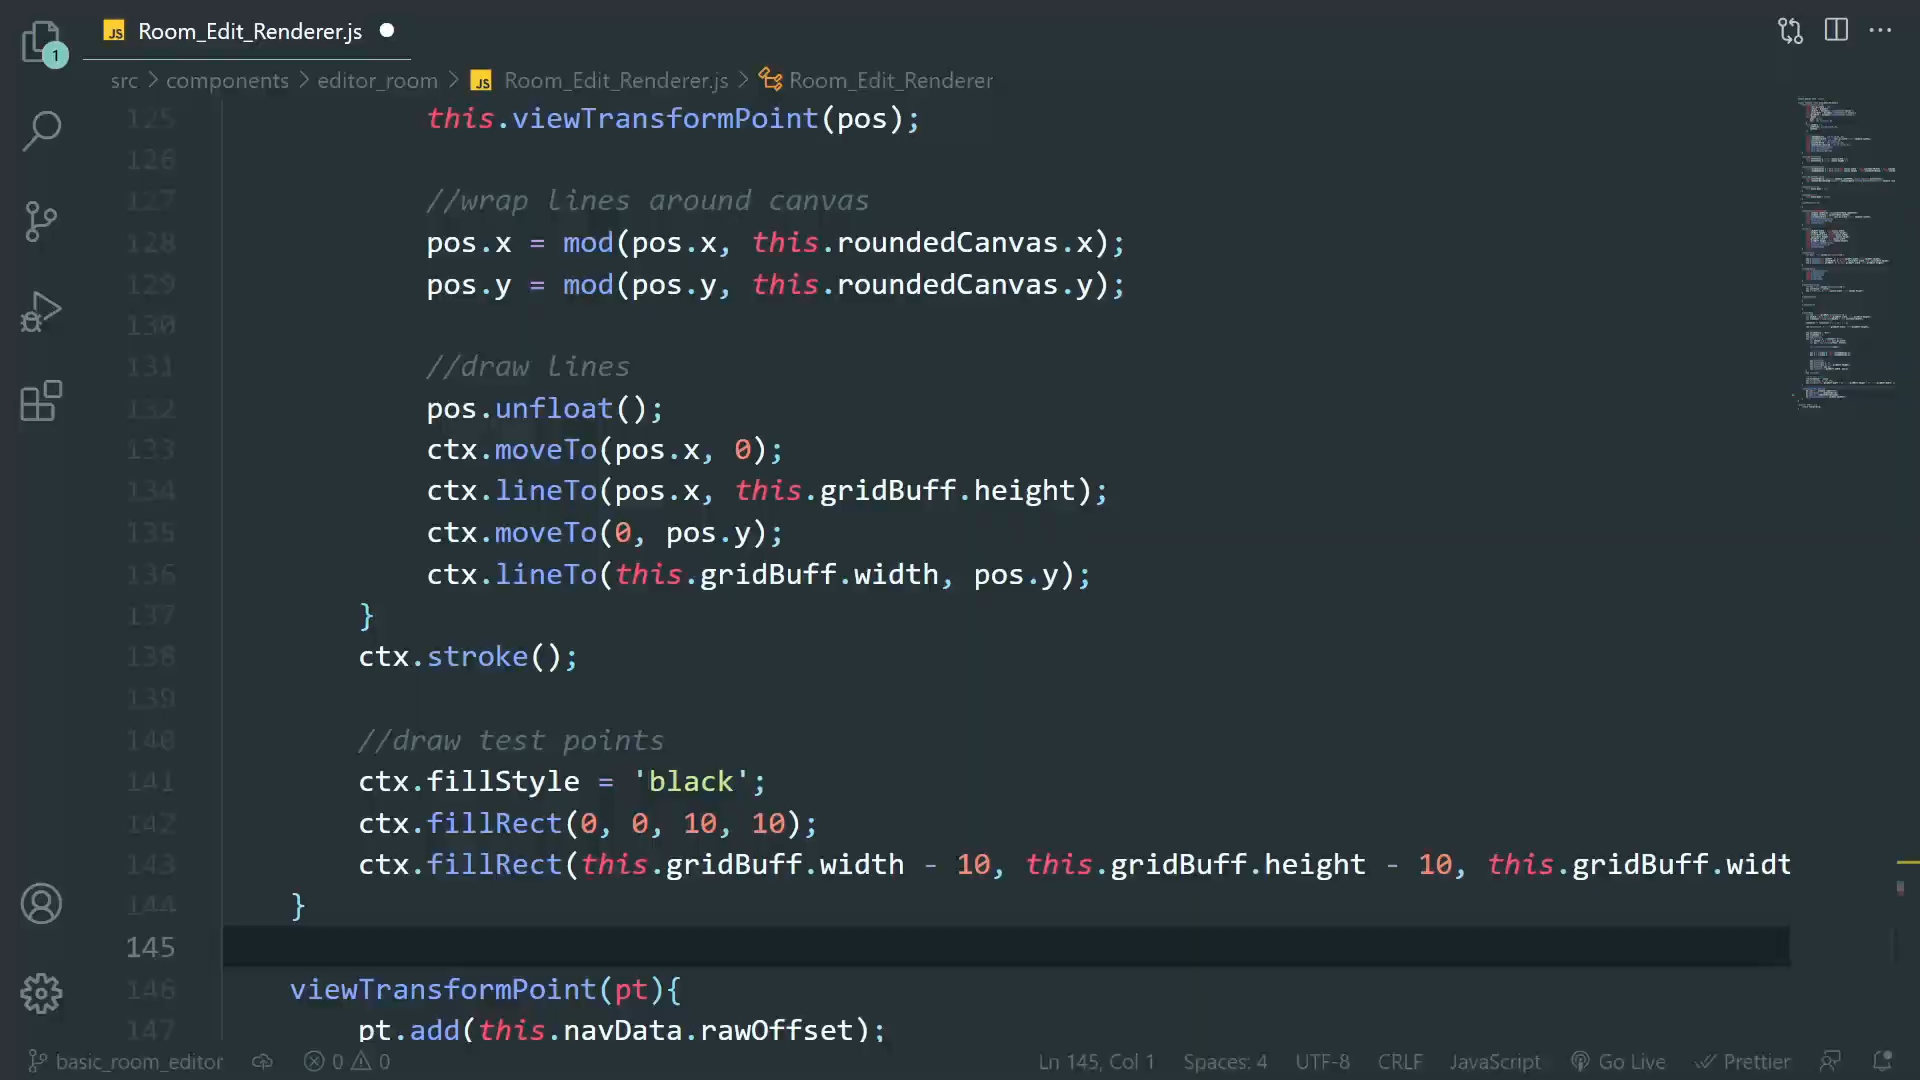 JS Room_Edit_Renderer.js
1
src > components > editor_room > JS Room_Edit_Renderer.js > Room_Edit_Renderer
125 this.viewTransformPoint(pos);
126
127 //wrap lines around canvas
128 pos.x = mod(pos.x, this.roundedCanvas.x);
129 pos.y = mod(pos.y, this.roundedCanvas.y);
130
131 //draw lines
132 pos.unfloat();
133 ctx.moveTo(pos.x, 0);
134 ctx.lineTo(pos.x, this.gridBuff.height);
135 ctx.moveTo(0, pos.y);
136 ctx.lineTo(this.gridBuff.width, pos.y);
137 }
138 ctx.stroke();
139
140 //draw test points
141 ctx.fillStyle = 'black';
142 ctx.fillRect(0, 0, 10, 10);
143 ctx.fillRect(this.gridBuff.width - 10, this.gridBuff.height - 10, this.gridBuff.widt
144 }
145
146 viewTransformPoint(pt){
147 pt.add(this.navData.rawOffset);
basic_room_editor 0 0 Ln 145, Col 1 Spaces: 4 UTF-8 CRLF JavaScript Go Live Prettier